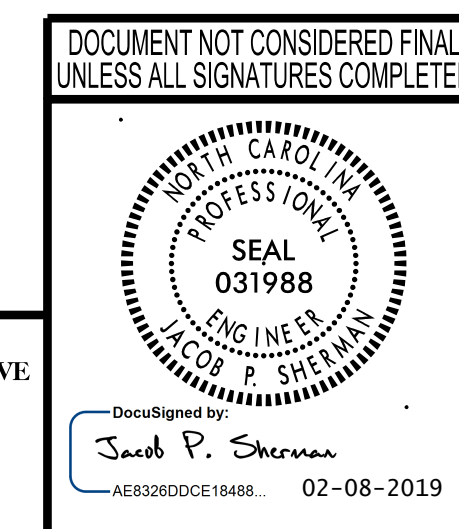 DOCUMENT NOT CONSIDERED FINAL
UNLESS ALL SIGNATURES COMPLETE
NORTH CAROLINA
PROFESSIONAL
SEAL
031988
ENGINEER
JACOB P. SHERMAN
VE
DocuSigned by:
Jacob P. Sherman
AE8326DDCE18488...
02-08-2019